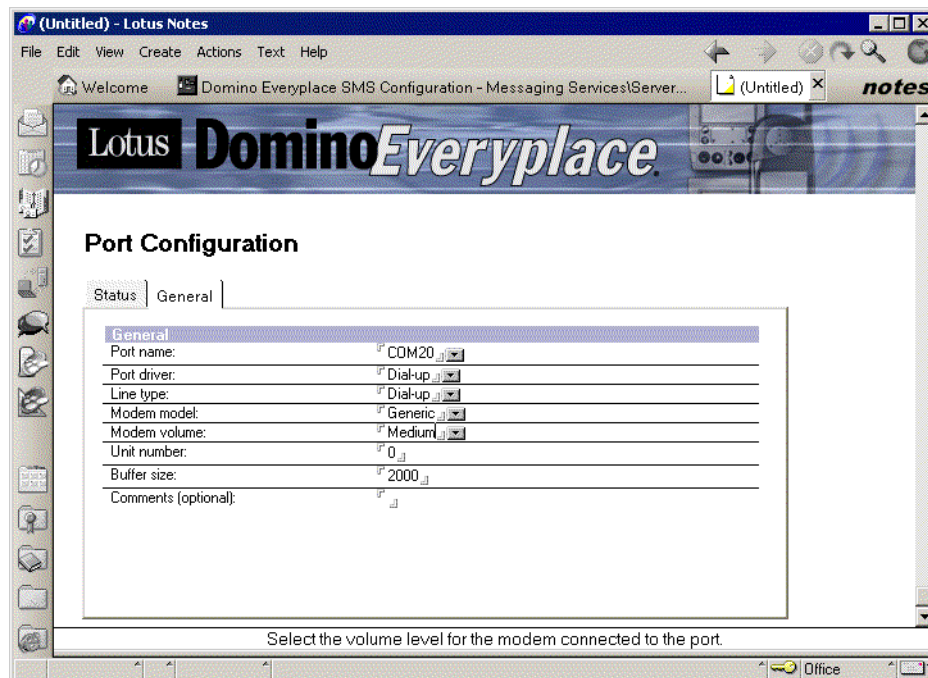 (Untitled) - Lotus Notes
File Edit View Create Actions Text Help
Welcome Domino Everyplace SMS Configuration - Messaging Services\Server... (Untitled) notes
Lotus Domino Everyplace.
Port Configuration
Status General
General
Port name: COM20
Port driver: Dial-up
Line type: Dial-up
Modem model: Generic
Modem volume: Medium
Unit number: 0
Buffer size: 2000
Comments (optional):
Select the volume level for the modem connected to the port.
Office